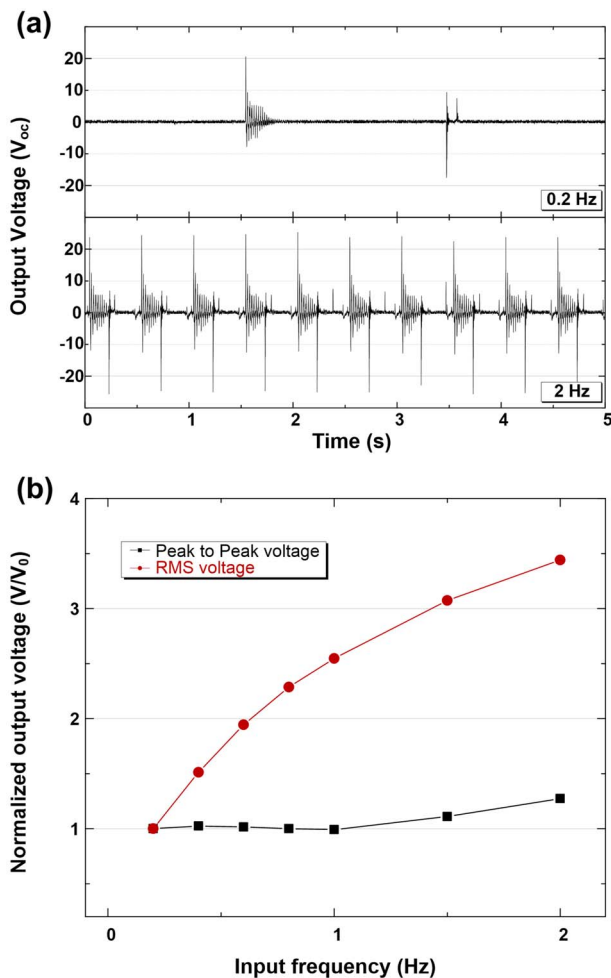 (a)
Output Voltage (Voc)
20
10
0
-10
-20
0.2 Hz
20
10
0
-10
-20
2 Hz
0 1 2 3 4 5
Time (s)
(b)
Normalized output voltage (V/V0)
4
3
2
1
Peak to Peak voltage
RMS voltage
0 1 2
Input frequency (Hz)